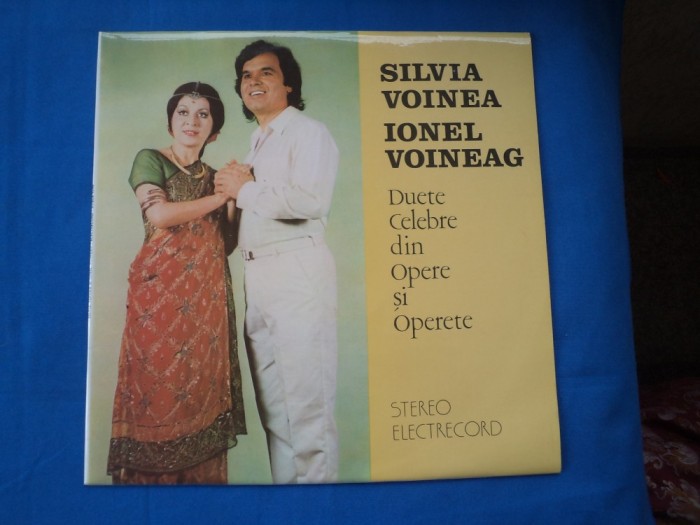 SILVIA
VOINEA
IONEL
VOINEAG
Duete
Celebre
din
Opere
și
Operete
STEREO
ELECTRECORD